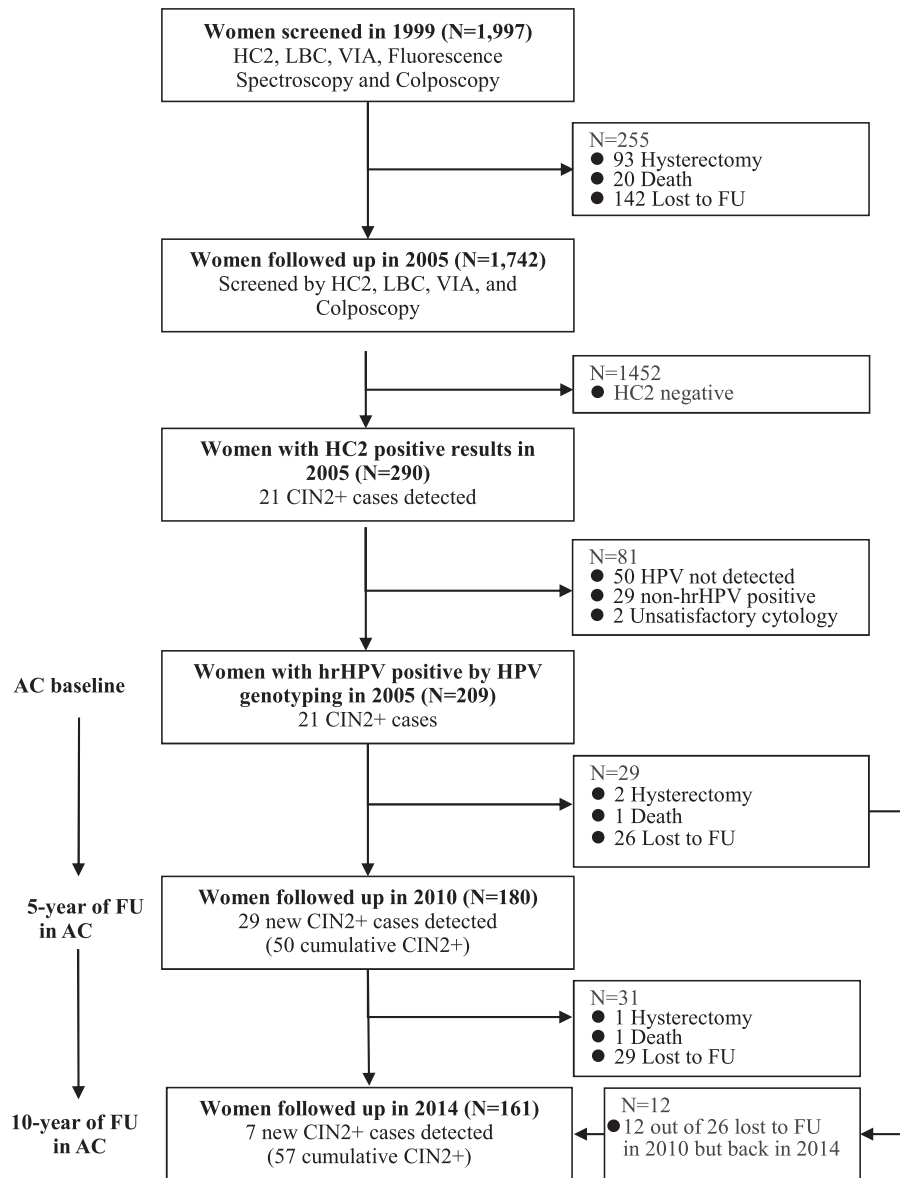 Women screened in 1999 (N=1,997)
HC2, LBC, VIA, Fluorescence
Spectroscopy and Colposcopy
N=255
● 93 Hysterectomy
● 20 Death
● 142 Lost to FU
Women followed up in 2005 (N=1,742)
Screened by HC2, LBC, VIA, and
Colposcopy
N=1452
● HC2 negative
Women with HC2 positive results in
2005 (N=290)
21 CIN2+ cases detected
N=81
● 50 HPV not detected
● 29 non-hrHPV positive
● 2 Unsatisfactory cytology
AC baseline
Women with hrHPV positive by HPV
genotyping in 2005 (N=209)
21 CIN2+ cases
N=29
● 2 Hysterectomy
● 1 Death
● 26 Lost to FU
5-year of FU
in AC
Women followed up in 2010 (N=180)
29 new CIN2+ cases detected
(50 cumulative CIN2+)
N=31
● 1 Hysterectomy
● 1 Death
● 29 Lost to FU
10-year of FU
in AC
Women followed up in 2014 (N=161)
7 new CIN2+ cases detected
(57 cumulative CIN2+)
N=12
● 12 out of 26 lost to FU
in 2010 but back in 2014